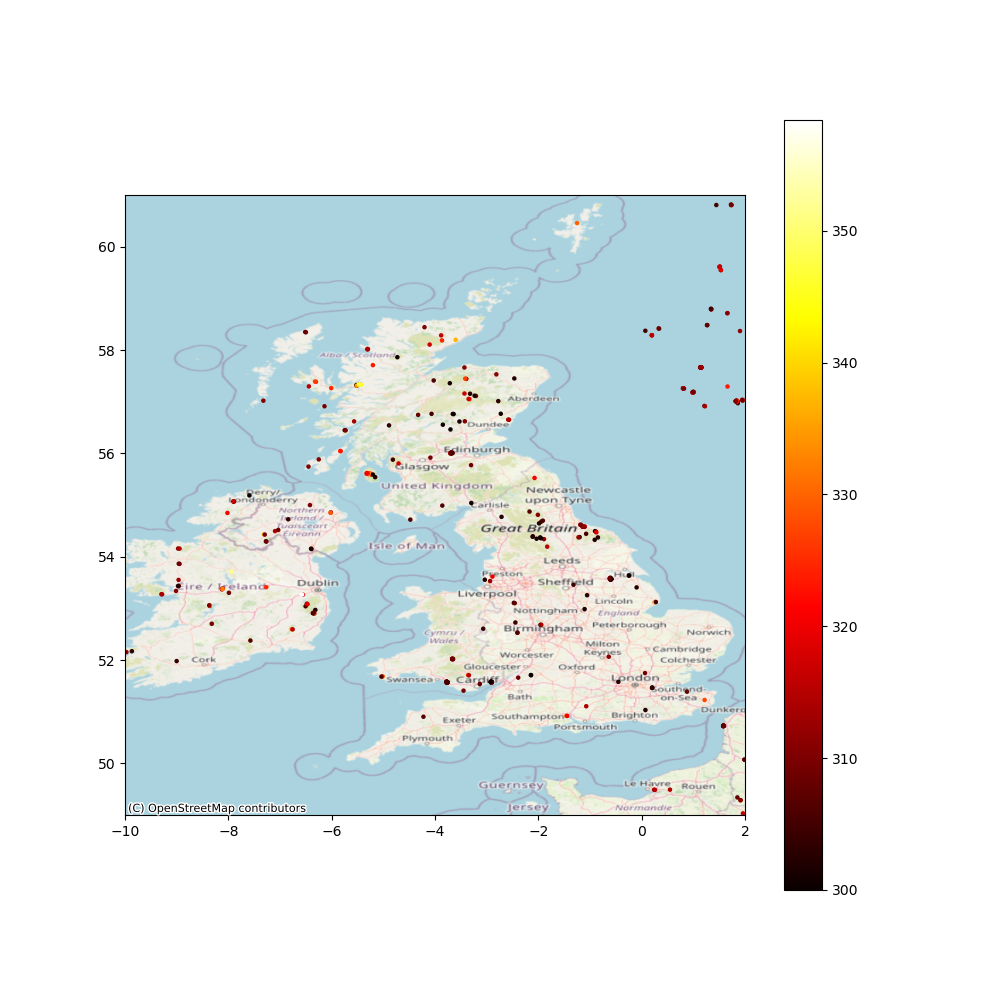 60
58
56
54
52
50
−10
−8
−6
−4
−2
0
2
350
340
330
320
310
300
Alba / Scotland
Aberdeen
Dundee
Edinburgh
Glasgow
United Kingdom
Derry/
Londonderry
Northern
Ireland /
Tuaisceart
Éireann
Newcastle
upon Tyne
Carlisle
Great Britain
Isle of Man
Leeds
Éire / Ireland
Dublin
Preston
Hull
Sheffield
Liverpool
Lincoln
Nottingham
England
Peterborough
Norwich
Birmingham
Cymru /
Wales
Milton
Keynes
Cambridge
Worcester
Colchester
Cork
Gloucester
Oxford
Swansea
Cardiff
London
Southend-
on-Sea
Bath
Southampton
Brighton
Portsmouth
Exeter
Plymouth
Guernsey
Jersey
Le Havre
Rouen
Normandie
(C) OpenStreetMap contributors